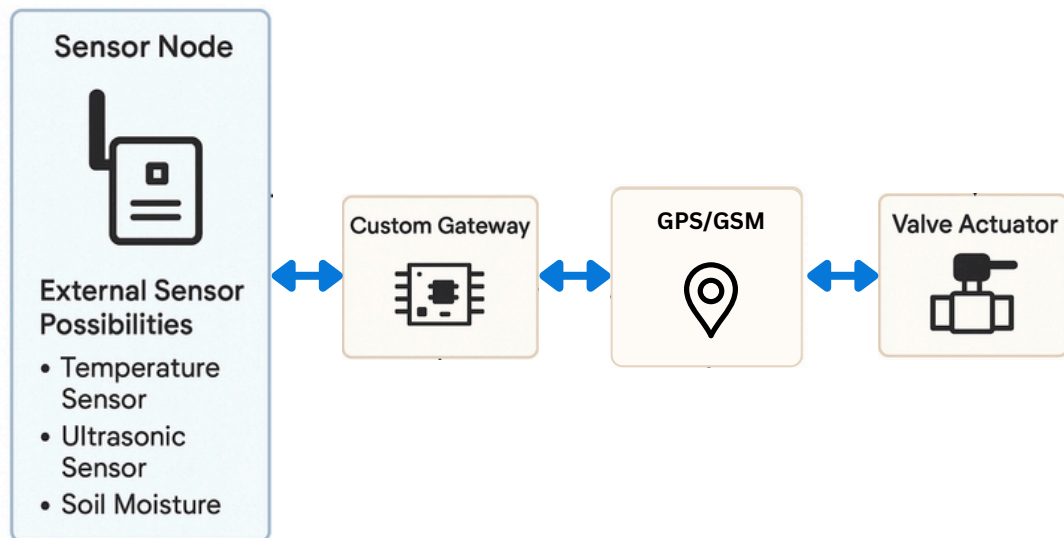 Sensor Node
External Sensor
Possibilities
• Temperature
Sensor
• Ultrasonic
Sensor
• Soil Moisture
Custom Gateway
GPS/GSM
Valve Actuator